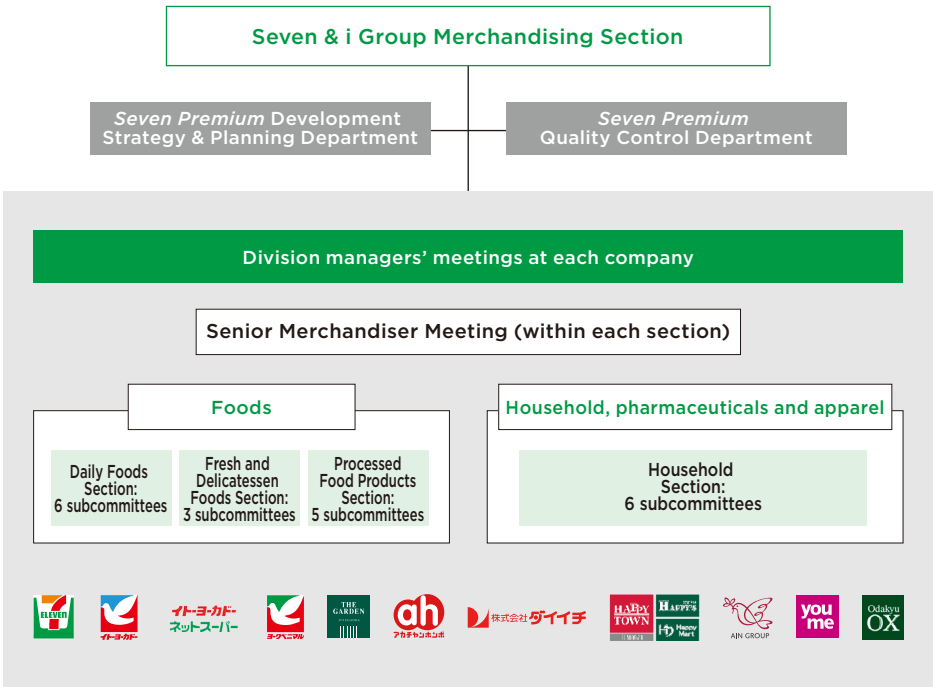 Seven & i Group Merchandising Section
Seven Premium Development
Strategy & Planning Department
Seven Premium
Quality Control Department
Division managers’ meetings at each company
Senior Merchandiser Meeting (within each section)
Foods
Daily Foods
Section:
6 subcommittees
Fresh and
Delicatessen
Foods Section:
3 subcommittees
Processed
Food Products
Section:
5 subcommittees
Household, pharmaceuticals and apparel
Household
Section:
6 subcommittees
7
ELEVEN
イトーヨーカドー
イトーヨーカドー
ネットスーパー
ヨークベニマル
THE
GARDEN
ah
アカチャンホンポ
株式会社ダイイチ
HAPPY
TOWN
HAPPY'S
Happy
Mart
AIN GROUP
you
me
Odakyu
OX